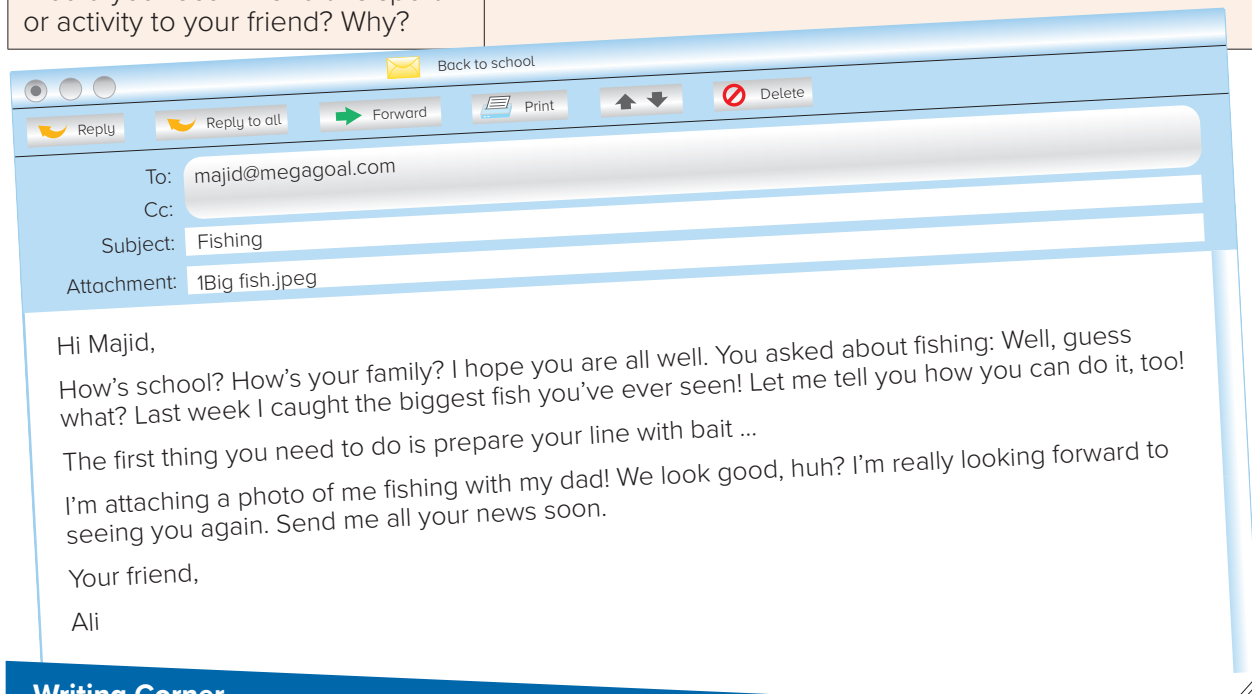 or activity to your friend? Why?
Back to school
Reply
Reply to all
Forward
Print
Delete
To: majid@megagoal.com
Cc:
Subject: Fishing
Attachment: 1Big fish.jpeg
Hi Majid,
How's school? How's your family? I hope you are all well. You asked about fishing: Well, guess
what? Last week I caught the biggest fish you've ever seen! Let me tell you how you can do it, too!
The first thing you need to do is prepare your line with bait ...
I'm attaching a photo of me fishing with my dad! We look good, huh? I'm really looking forward to
seeing you again. Send me all your news soon.
Your friend,
Ali
Writing Corner